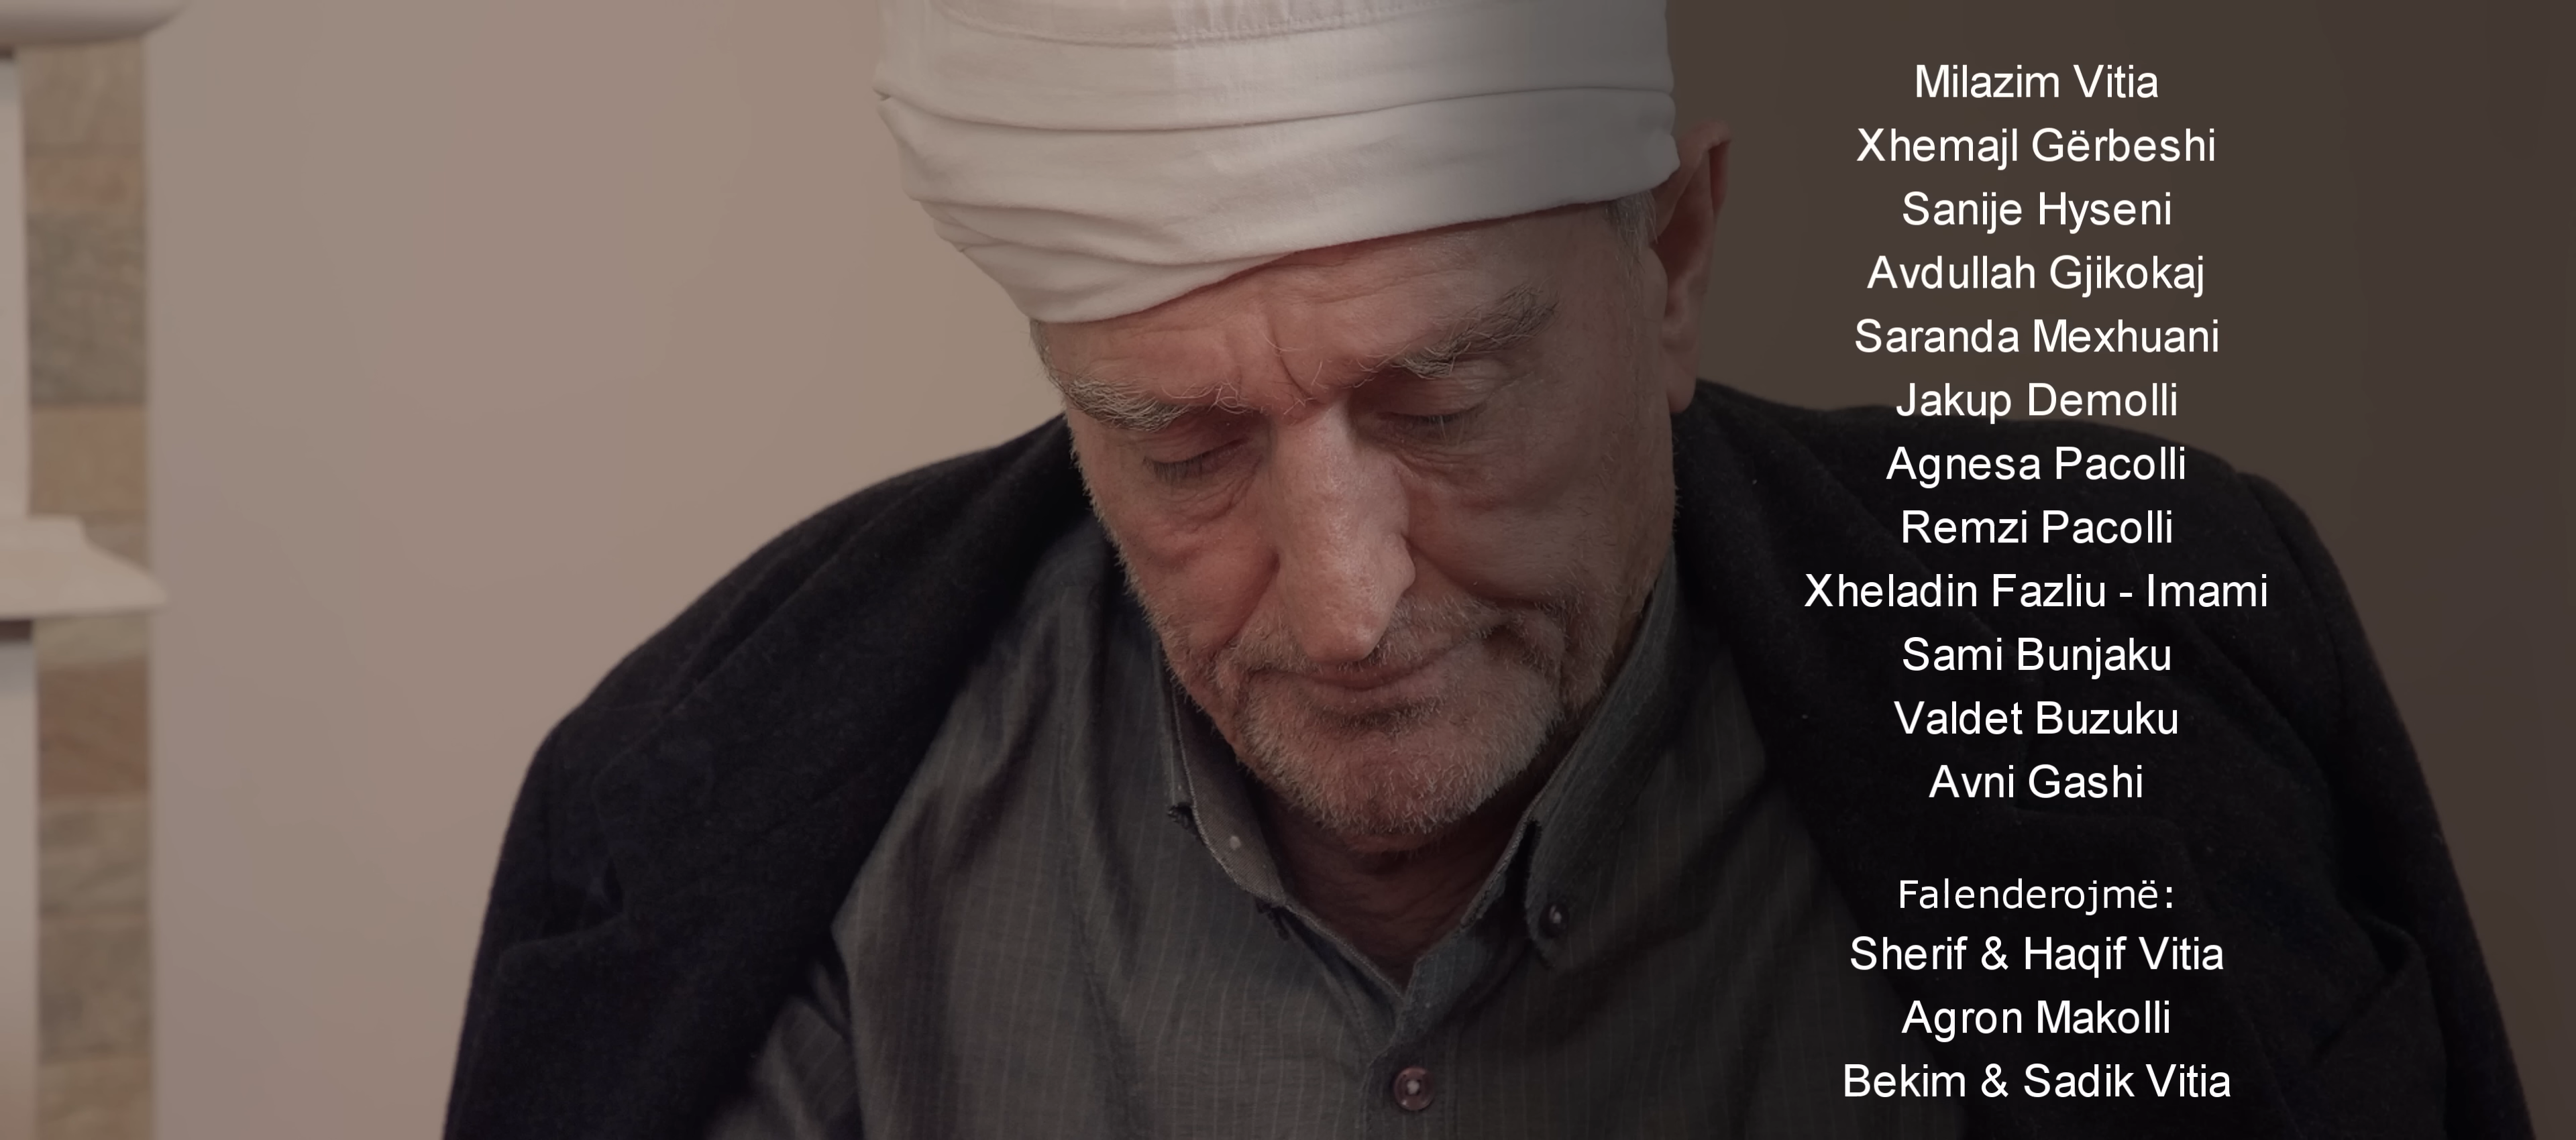 Milazim Vitia
Xhemajl Gërbeshi
Sanije Hyseni
Avdullah Gjikokaj
Saranda Mexhuani
Jakup Demolli
Agnesa Pacolli
Remzi Pacolli
Xheladin Fazliu - Imami
Sami Bunjaku
Valdet Buzuku
Avni Gashi
Falenderojmë:
Sherif & Haqif Vitia
Agron Makolli
Bekim & Sadik Vitia